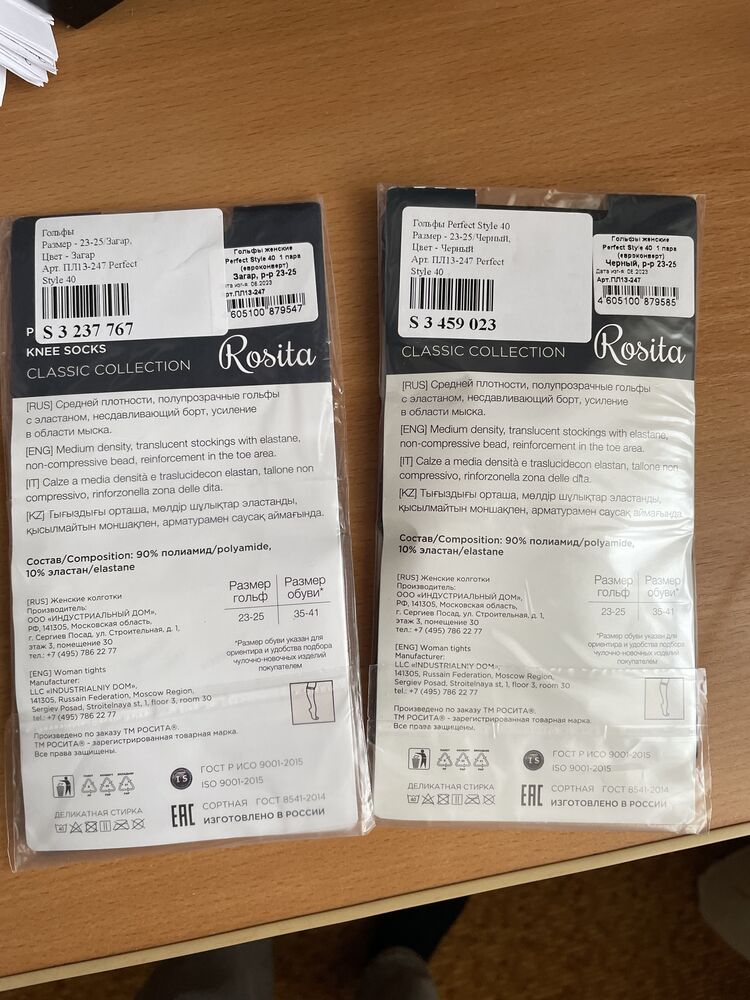 Гольфы
Размер - 23-25/Загар,
Цвет - Загар
Арт. ПЛ13-247 Perfect
Style 40
S 3 237 767
Гольфы женские
Perfect Style 40 1 пара
(евроконверт)
Загар, р-р 23-25
дата изг-я: 06.2023
Арт.ПЛ13-247
605100 879547
KNEE SOCKS
CLASSIC COLLECTION
Rosita
[RUS] Средней плотности, полупрозрачные гольфы
с эластаном, несдавливающий борт, усиление
в области мыска.
[ENG] Medium density, translucent stockings with elastane,
non-compressive bead, reinforcement in the toe area.
[IT] Calze a media densità e traslucidecon elastan, tallone non
compressivo, rinforzonella zona delle dita.
[KZ] Тығыздығы орташа, мөлдір шұлықтар эластанды,
қысылмайтын моншақпен, арматурамен саусақ аймағында.
Состав/Composition: 90% полиамид/polyamide,
10% эластан/elastane
[RUS] Женские колготки
Производитель:
ООО «ИНДУСТРИАЛЬНЫЙ ДОМ»,
РФ, 141305, Московская область,
г. Сергиев Посад, ул. Строительная, д. 1,
этаж 3, помещение 30
тел.: +7 (495) 786 22 77
[ENG] Woman tights
Manufacturer:
LLC «INDUSTRIALNIY DOM»,
141305, Russain Federation, Moscow Region,
Sergiev Posad, Stroitelnaya st, 1, floor 3, room 30
tel.: +7 (495) 786 22 77
Размер гольф
Размер обуви*
23-25
35-41
*Размер обуви указан для
ориентира и удобства подбора
чулочно-новочных изделий
покупателем
Произведено по заказу ТМ РОСИТА®.
ТМ РОСИТА® - зарегистрированная товарная марка.
Все права защищены.
TS
ГОСТ Р ИСО 9001-2015
ISO 9001-2015
ДЕЛИКАТНАЯ СТИРКА
EAC
СОРТНАЯ ГОСТ 8541-2014
ИЗГОТОВЛЕНО В РОССИИ
Гольфы Perfect Style 40
Размер - 23-25/Черный,
Цвет - Черный
Арт. ПЛ13-247 Perfect
Style 40
S 3 459 023
Гольфы женские
Perfect Style 40 1 пара
(евроконверт)
Черный, р-р 23-25
Дата изг-я: 06.2023
Арт.ПЛ13-247
4 605100 879585
CLASSIC COLLECTION
Rosita
[RUS] Средней плотности, полупрозрачные гольфы
с эластаном, несдавливающий борт, усиление
в области мыска.
[ENG] Medium density, translucent stockings with elastane,
non-compressive bead, reinforcement in the toe area.
[IT] Calze a media densità e traslucidecon elastan, tallone non
compressivo, rinforzonella zona delle dita.
[KZ] Тығыздығы орташа, мөлдір шұлықтар эластанды,
қысылмайтын моншақпен, арматурамен саусақ аймағында.
Состав/Composition: 90% полиамид/polyamide,
10% эластан/elastane
[RUS] Женские колготки
Производитель:
ООО «ИНДУСТРИАЛЬНЫЙ ДОМ»,
РФ, 141305, Московская область,
г. Сергиев Посад, ул. Строительная, д. 1,
этаж 3, помещение 30
тел.: +7 (495) 786 22 77
[ENG] Woman tights
Manufacturer:
LLC «INDUSTRIALNIY DOM»,
141305, Russain Federation, Moscow Region,
Sergiev Posad, Stroitelnaya st, 1, floor 3, room 30
tel.: +7 (495) 786 22 77
Размер гольф
Размер обуви*
23-25
35-41
*Размер обуви указан для
ориентира и удобства подбора
чулочно-новочных изделий
покупателем
Произведено по заказу ТМ РОСИТА®.
ТМ РОСИТА® - зарегистрированная товарная марка.
Все права защищены.
TS
ГОСТ Р ИСО 9001-2015
ISO 9001-2015
ДЕЛИКАТНАЯ СТИРКА
EAC
СОРТНАЯ ГОСТ 8541-2014
ИЗГОТОВЛЕНО В РОССИИ